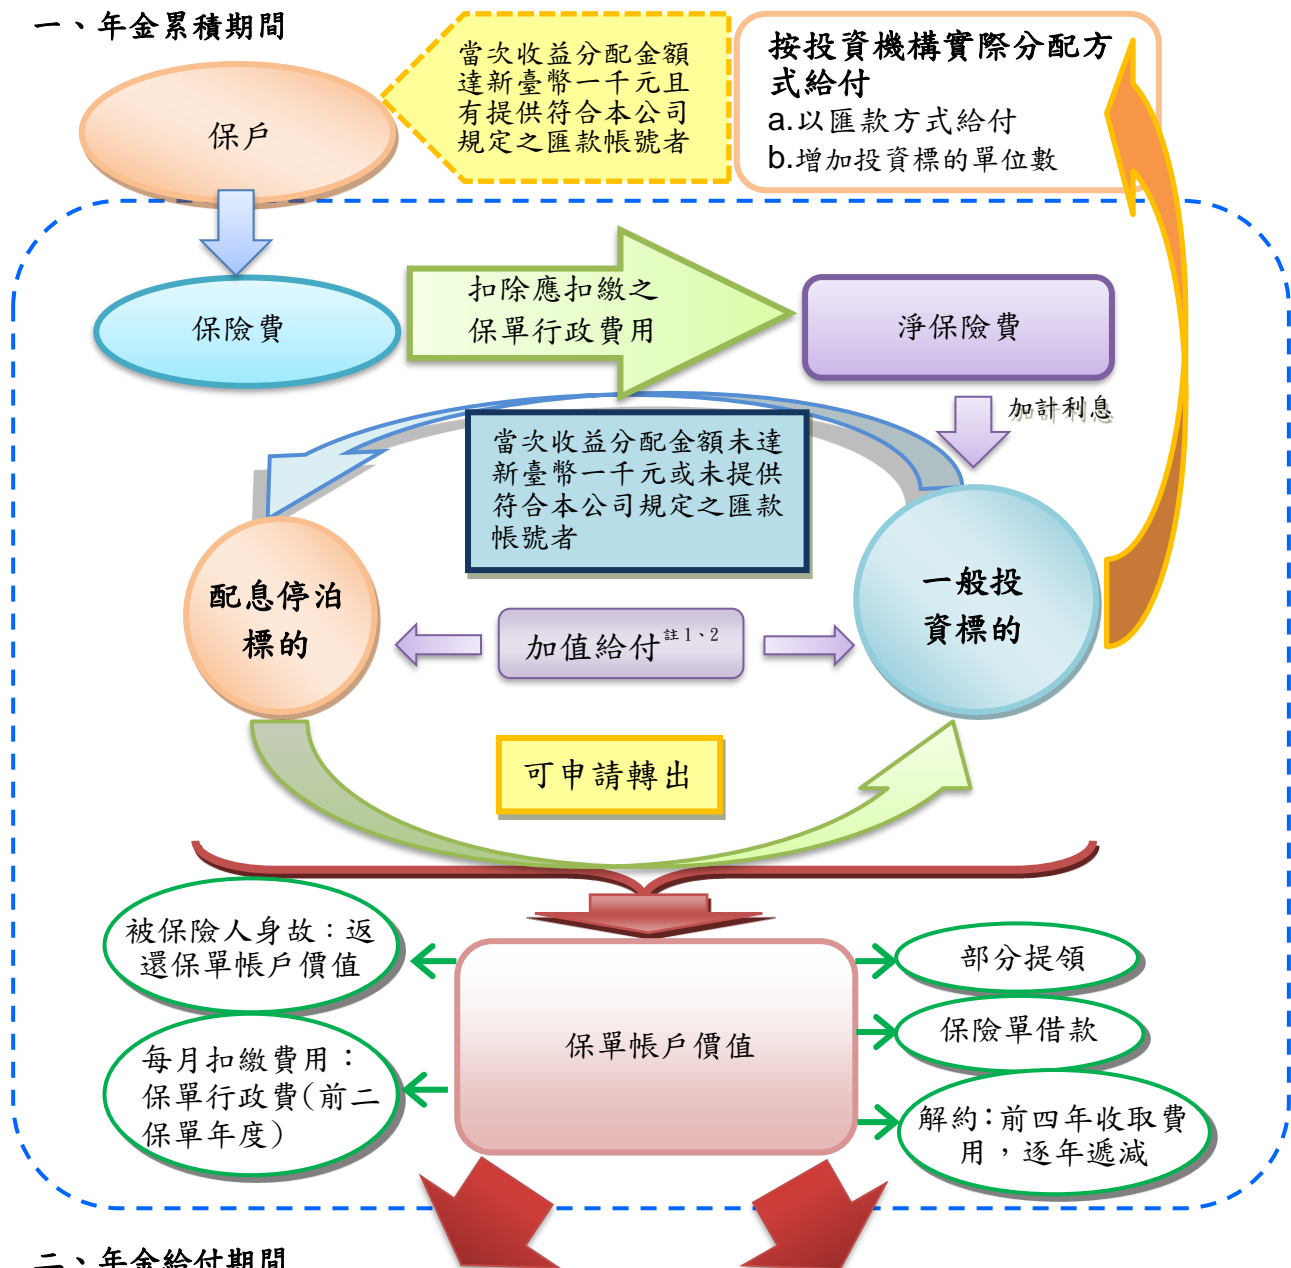 一、年金累積期間
當次收益分配金額
達新臺幣一千元且
有提供符合本公司
規定之匯款帳號者
按投資機構實際分配方
式給付
a.以匯款方式給付
b.增加投資標的單位數
保戶
保險費
扣除應扣繳之
保單行政費用
淨保險費
加計利息
當次收益分配金額未達
新臺幣一千元或未提供
符合本公司規定之匯款
帳號者
配息停泊
標的
一般投
資標的
加值給付註1、2
可申請轉出
被保險人身故：返
還保單帳戶價值
每月扣繳費用：
保單行政費(前二
保單年度)
保單帳戶價值
部分提領
保險單借款
解約：前四年收取費
用，逐年遞減
二、年金給付期間